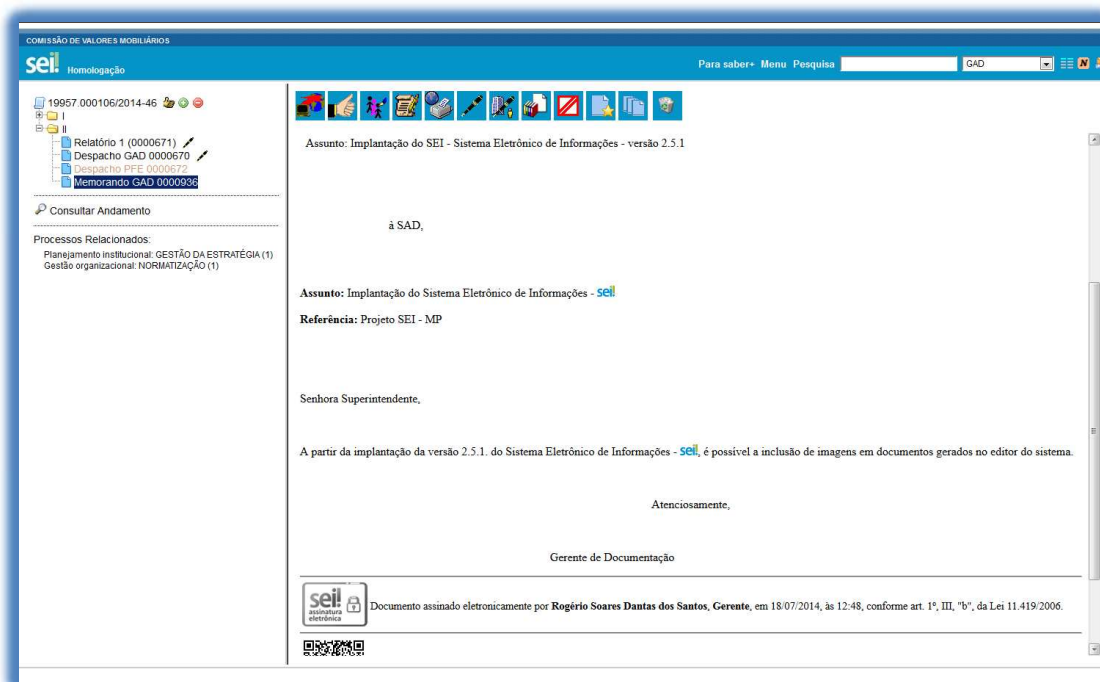 COMISSÃO DE VALORES MOBILIÁRIOS
sei! Homologação
Para saber+ Menu Pesquisa
GAD
N
19957.000106/2014-46
I
II
Relatório 1 (0000671)
Despacho GAD 0000670
Despacho PFE 0000672
Memorando GAD 0000936
Consultar Andamento
Processos Relacionados:
Planejamento institucional: GESTÃO DA ESTRATÉGIA (1)
Gestão organizacional: NORMATIZAÇÃO (1)
Assunto: Implantação do SEI - Sistema Eletrônico de Informações - versão 2.5.1
à SAD,
Assunto: Implantação do Sistema Eletrônico de Informações - sei!
Referência: Projeto SEI - MP
Senhora Superintendente,
A partir da implantação da versão 2.5.1. do Sistema Eletrônico de Informações - sei!, é possível a inclusão de imagens em documentos gerados no editor do sistema.
Atenciosamente,
Gerente de Documentação
sei!
assinatura
eletrônica
Documento assinado eletronicamente por Rogério Soares Dantas dos Santos, Gerente, em 18/07/2014, às 12:48, conforme art. 1º, III, "b", da Lei 11.419/2006.